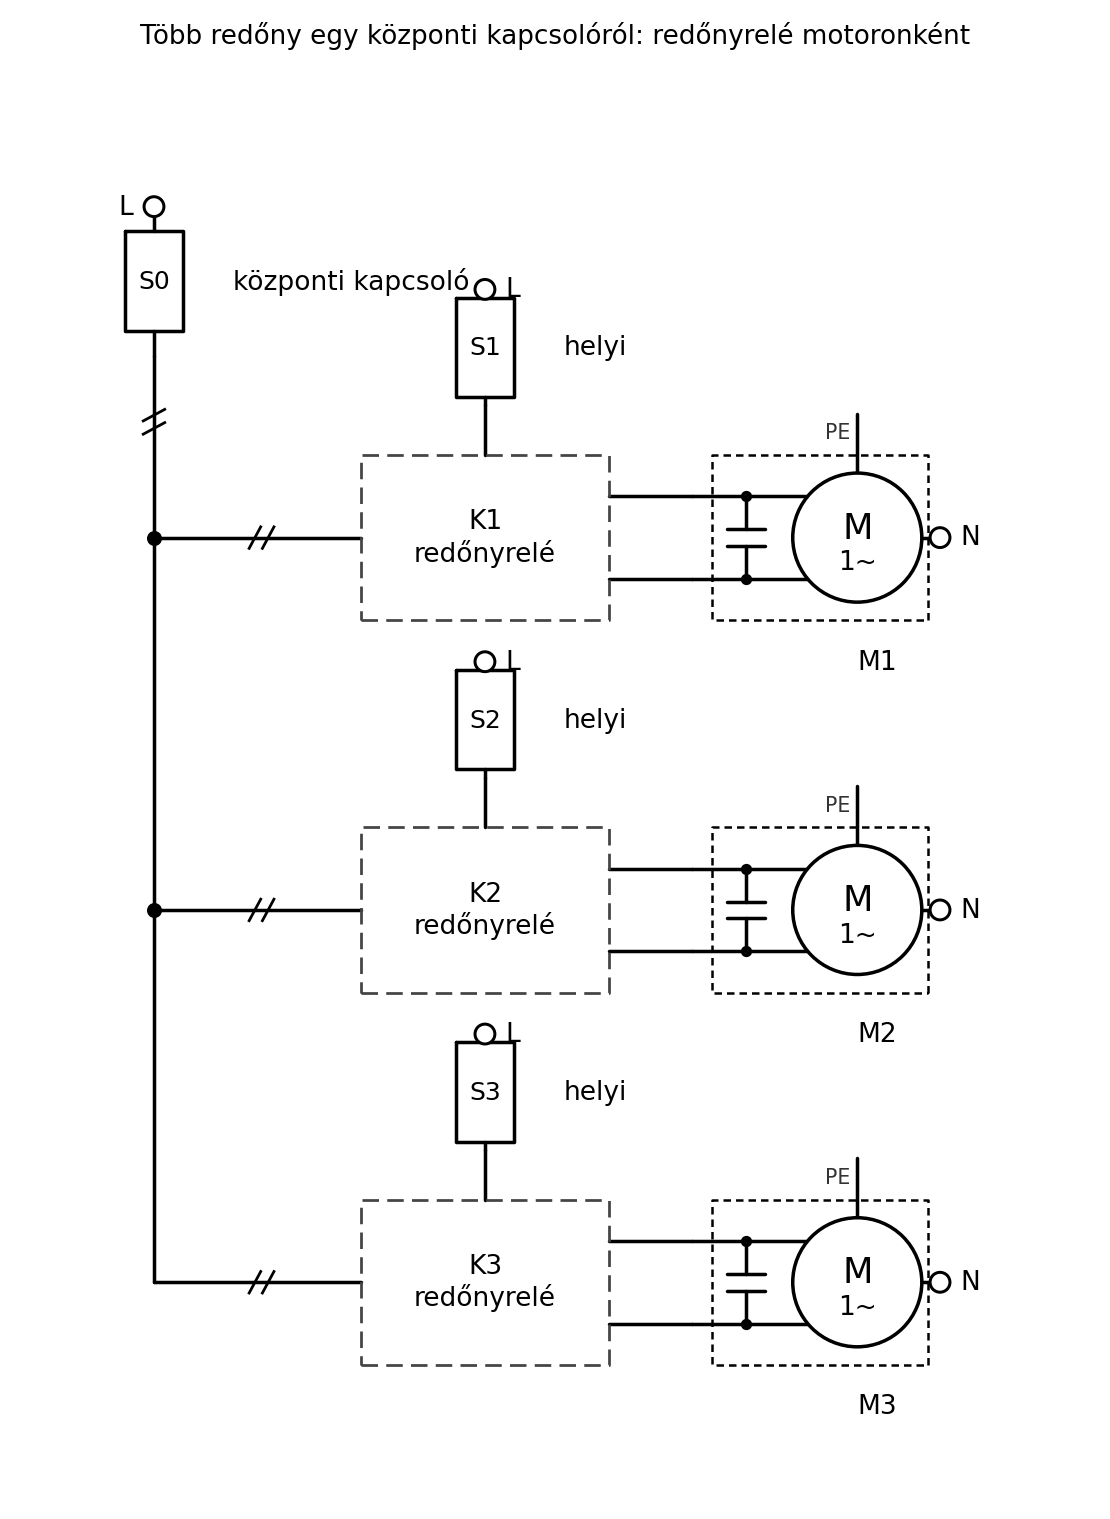 Több redőny egy központi kapcsolóról: redőnyrelé motoronként
L
S0
központi kapcsoló
L
S1
helyi
PE
K1
redőnyrelé
M
1~
N
M1
L
S2
helyi
PE
K2
redőnyrelé
M
1~
N
M2
L
S3
helyi
PE
K3
redőnyrelé
M
1~
N
M3